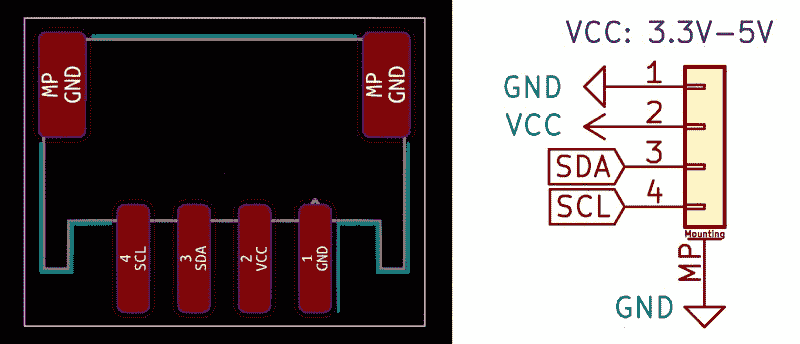 MP
GND
MP
GND
4
SCL
3
SDA
2
VCC
1
GND
VCC: 3.3V-5V
GND 1
VCC 2
SDA 3
SCL 4
Mounting
MP
GND